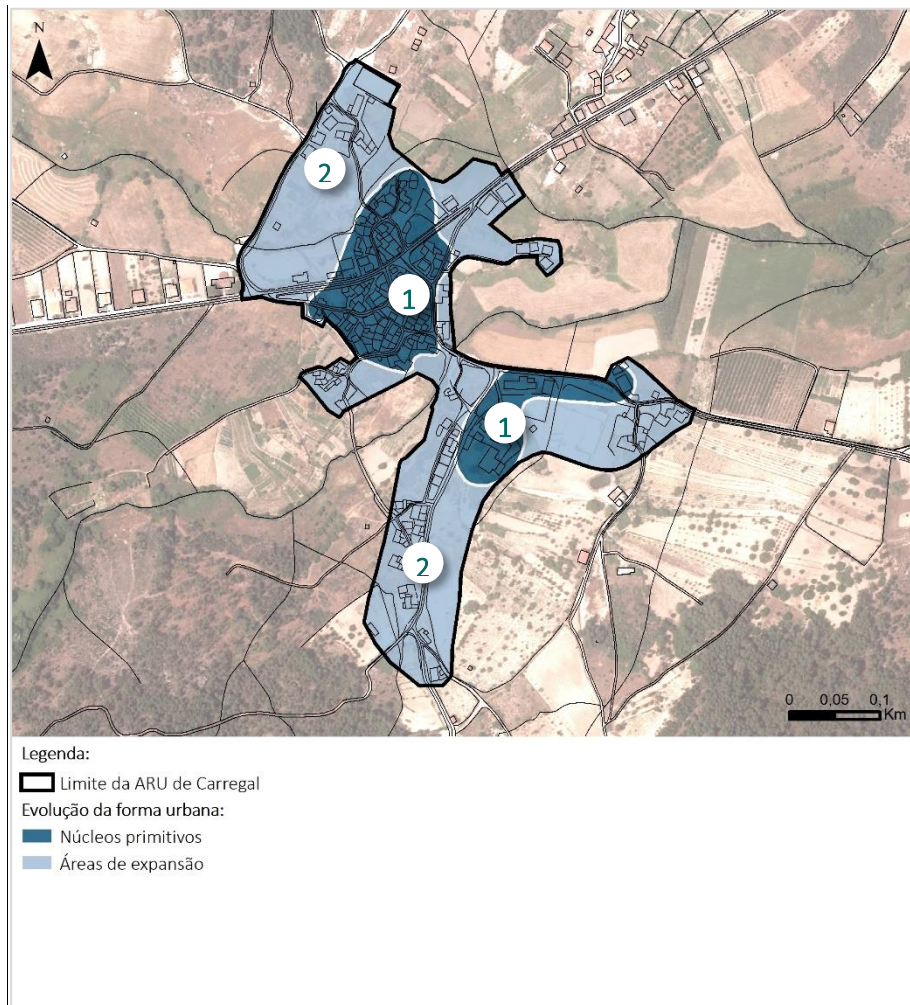 N
2
1
1
2
0 0,05 0,1
Km
Legenda:
Limite da ARU de Carregal
Evolução da forma urbana:
Núcleos primitivos
Áreas de expansão